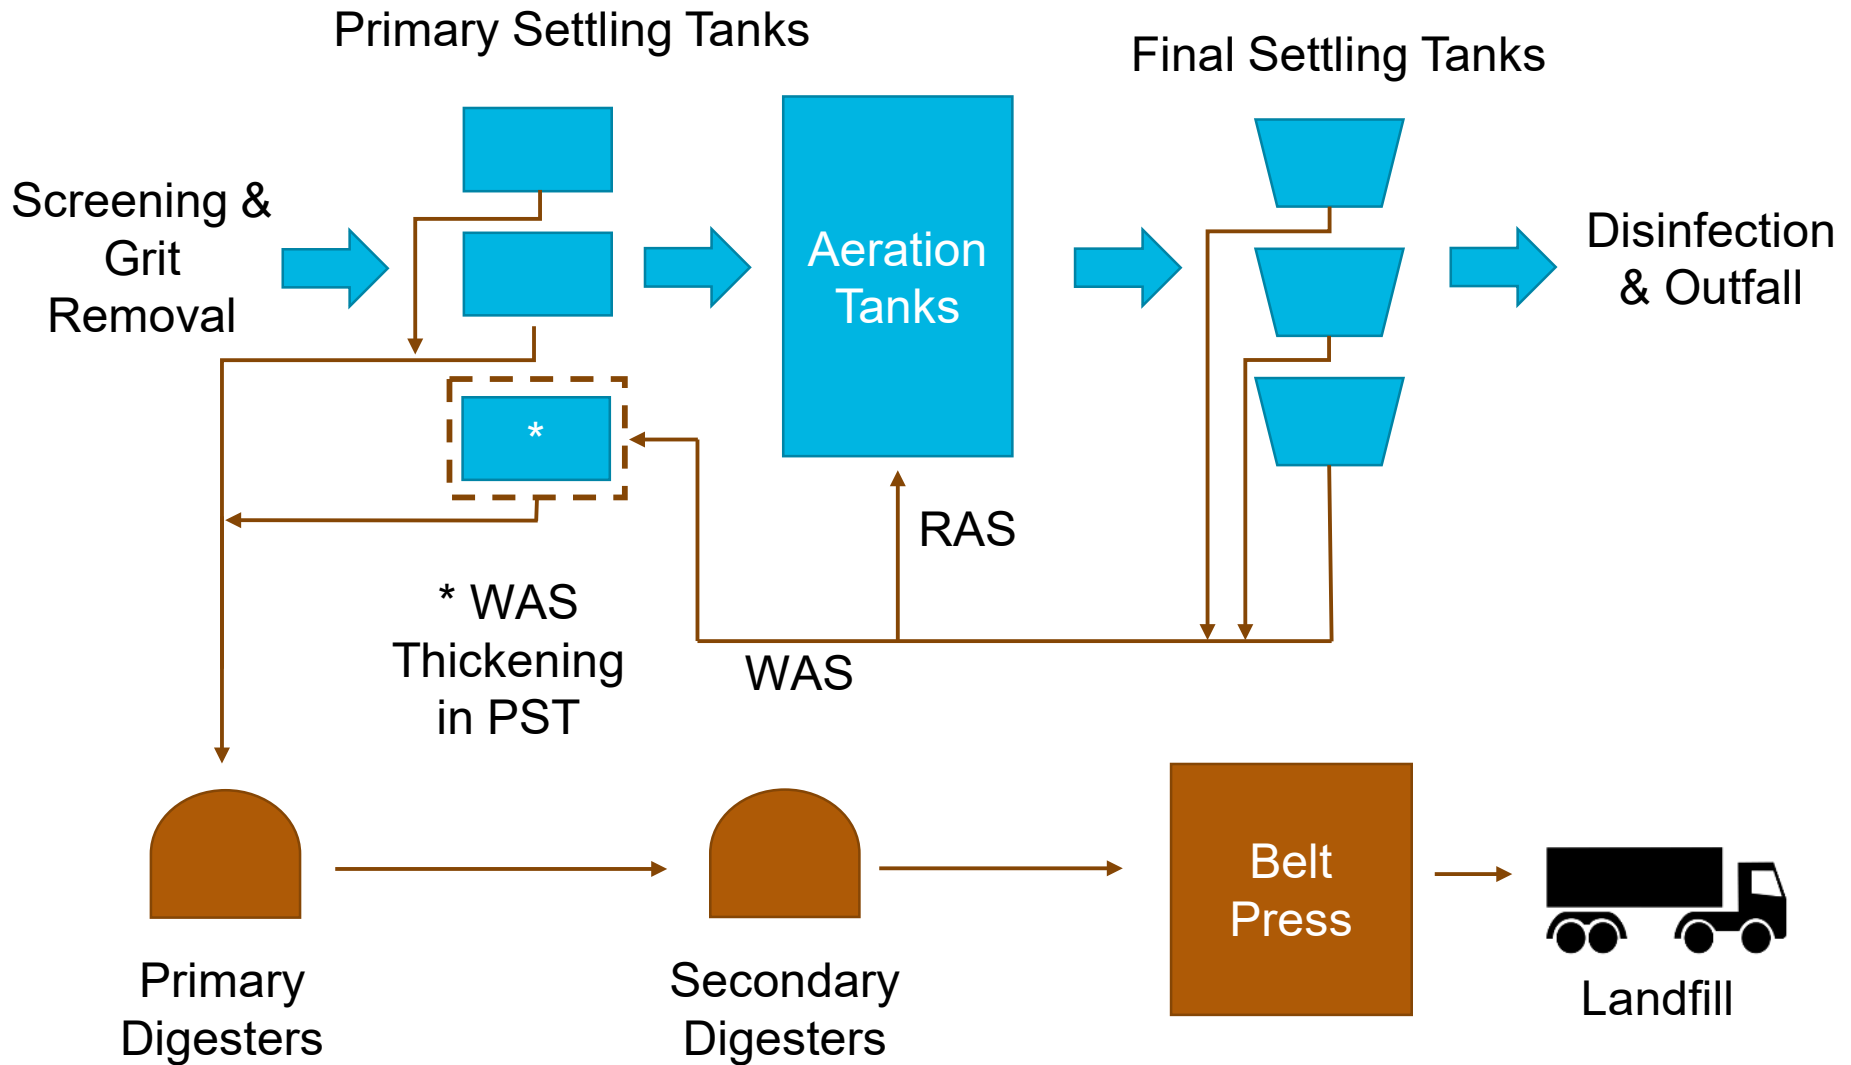 Primary Settling Tanks
Final Settling Tanks
Screening &
Grit
Removal
Aeration
Tanks
Disinfection
& Outfall
*
RAS
* WAS
Thickening
in PST
WAS
Belt
Press
Primary
Digesters
Secondary
Digesters
Landfill